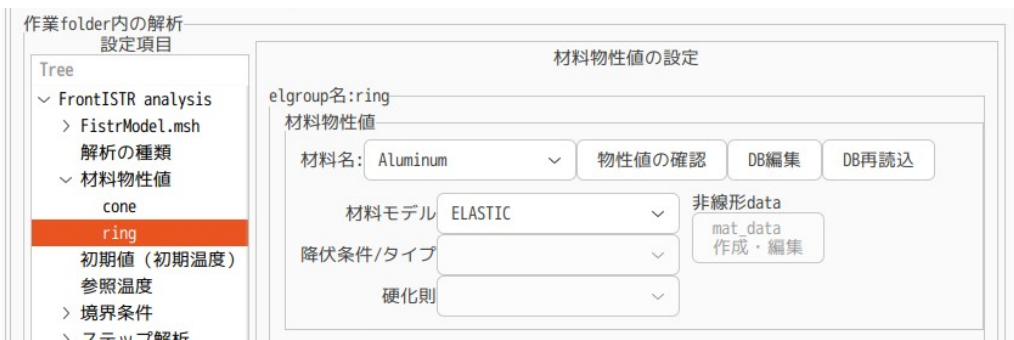 作業folder内の解析
設定項目
Tree
FrontISTR analysis
FistrModel.msh
解析の種類
材料物性値
cone
ring
初期値（初期温度）
参照温度
境界条件
ステップ解析
材料物性値の設定
elgroup名:ring
材料物性値
材料名: Aluminum 物性値の確認 DB編集 DB再読込
材料モデル ELASTIC
降伏条件/タイプ
硬化則
非線形data
mat_data
作成・編集